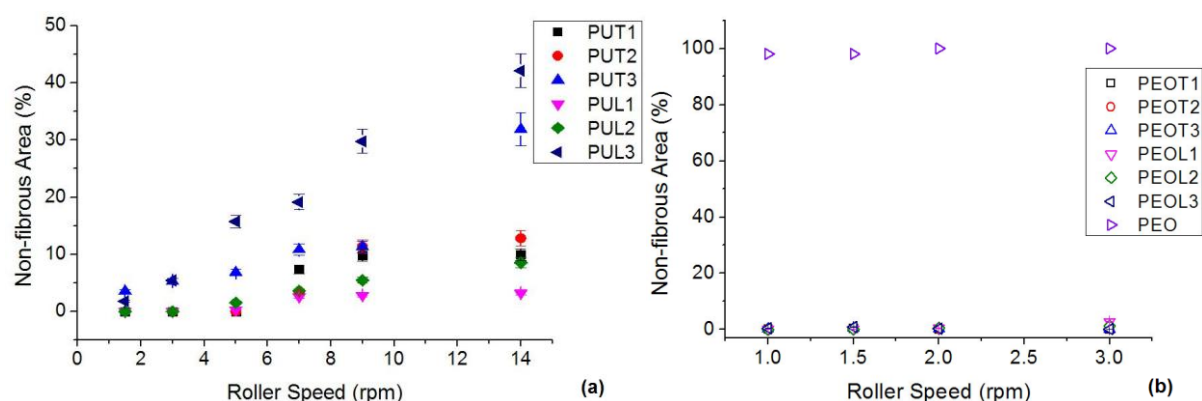 50
40
30
20
10
0
0 2 4 6 8 10 12 14
Non-fibrous Area (%)
Roller Speed (rpm)
PUT1
PUT2
PUT3
PUL1
PUL2
PUL3
(a)
100
80
60
40
20
0
1.0 1.5 2.0 2.5 3.0
Non-fibrous Area (%)
Roller Speed (rpm)
PEOT1
PEOT2
PEOT3
PEOL1
PEOL2
PEOL3
PEO
(b)